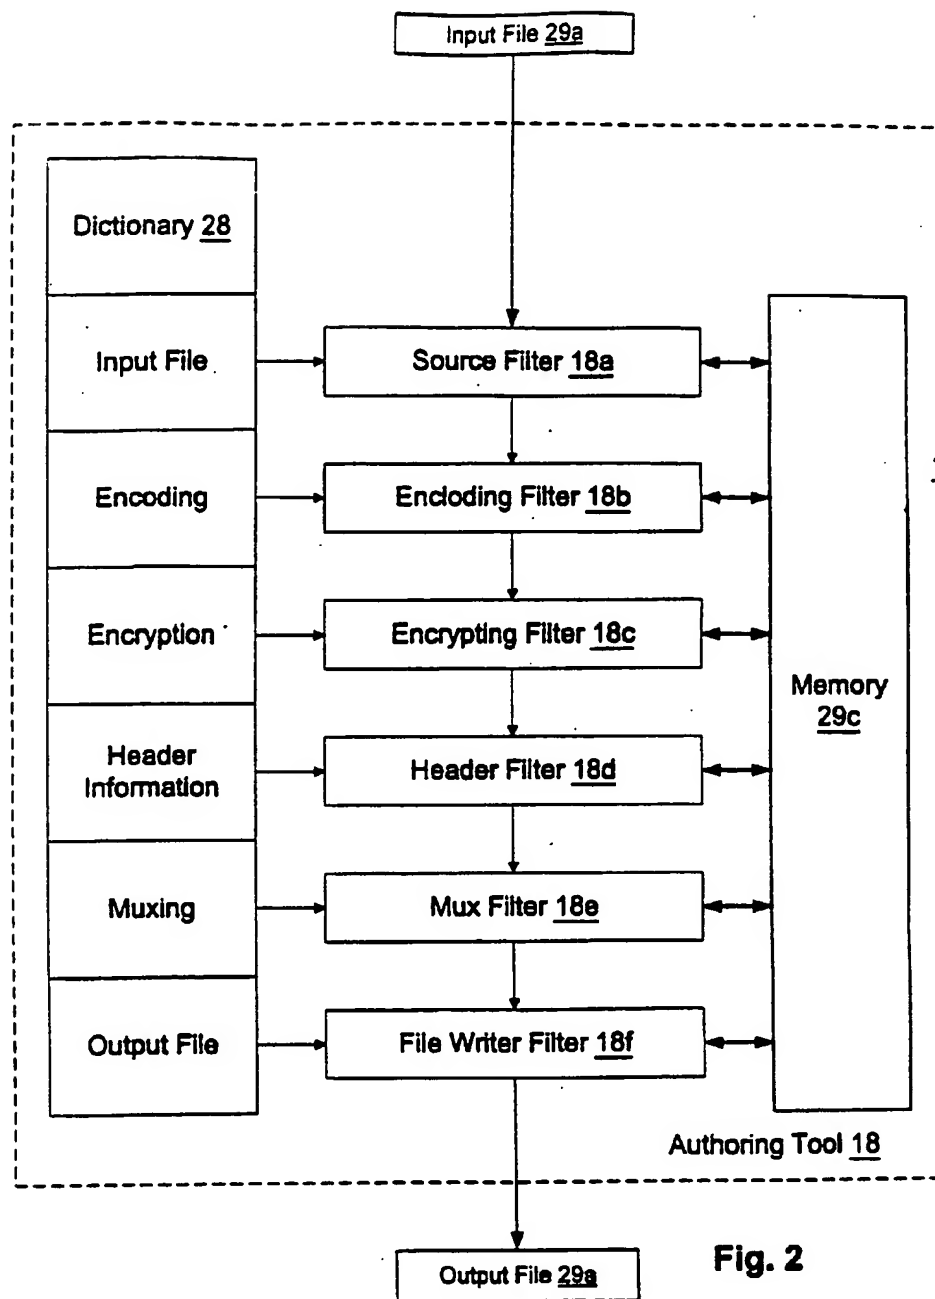 Input File 29a
Dictionary 28
Input File
Source Filter 18a
Encoding
Encloding Filter 18b
Encryption
Encrypting Filter 18c
Memory
29c
Header
Information
Header Filter 18d
Muxing
Mux Filter 18e
Output File
File Writer Filter 18f
Authoring Tool 18
Output File 29a
Fig. 2